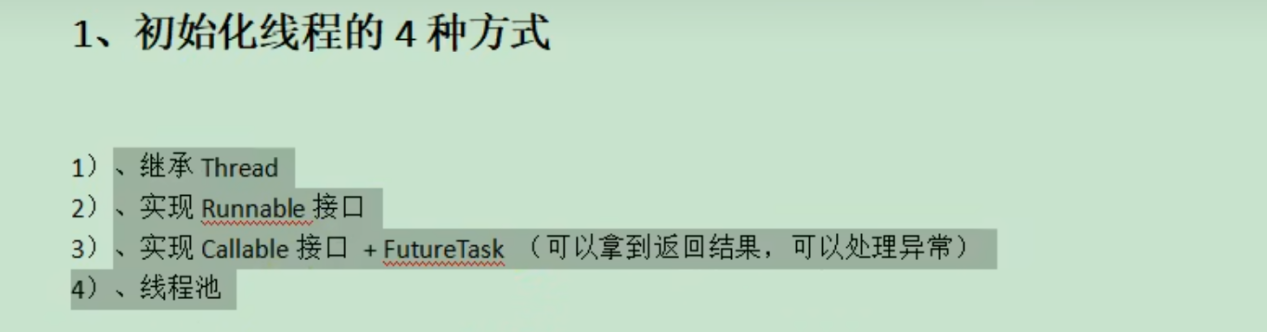 1、初始化线程的 4 种方式
1）、继承 Thread
2）、实现 Runnable 接口
3）、实现 Callable 接口 + FutureTask （可以拿到返回结果，可以处理异常）
4）、线程池